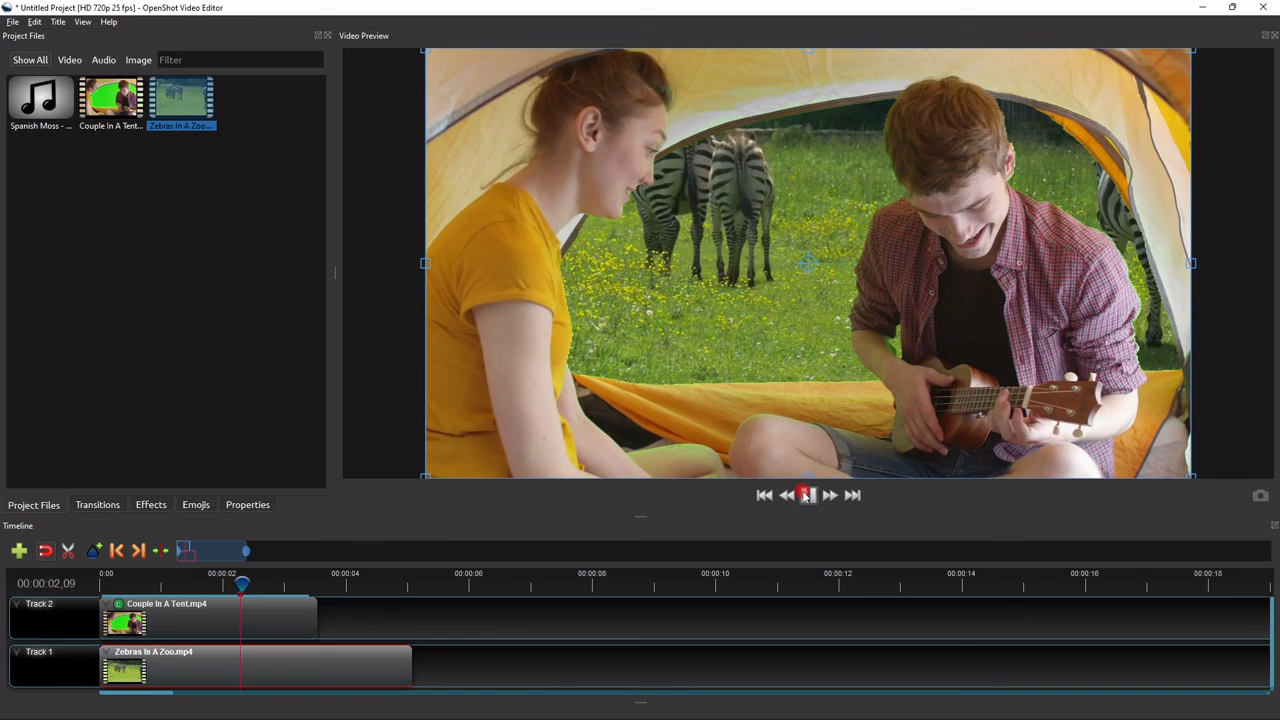 * Untitled Project [HD 720p 25 fps] - OpenShot Video Editor
File Edit Title View Help
Project Files
Video Preview
Show All Video Audio Image Filter
Spanish Moss - ... Couple In A Tent... Zebras In A Zoo....
Project Files Transitions Effects Emojis Properties
Timeline
00:00:02,09
0:00 00:00:02 00:00:04 00:00:06 00:00:08 00:00:10 00:00:12 00:00:14 00:00:16 00:00:18
Track 2 C Couple In A Tent.mp4
Track 1 Zebras In A Zoo.mp4